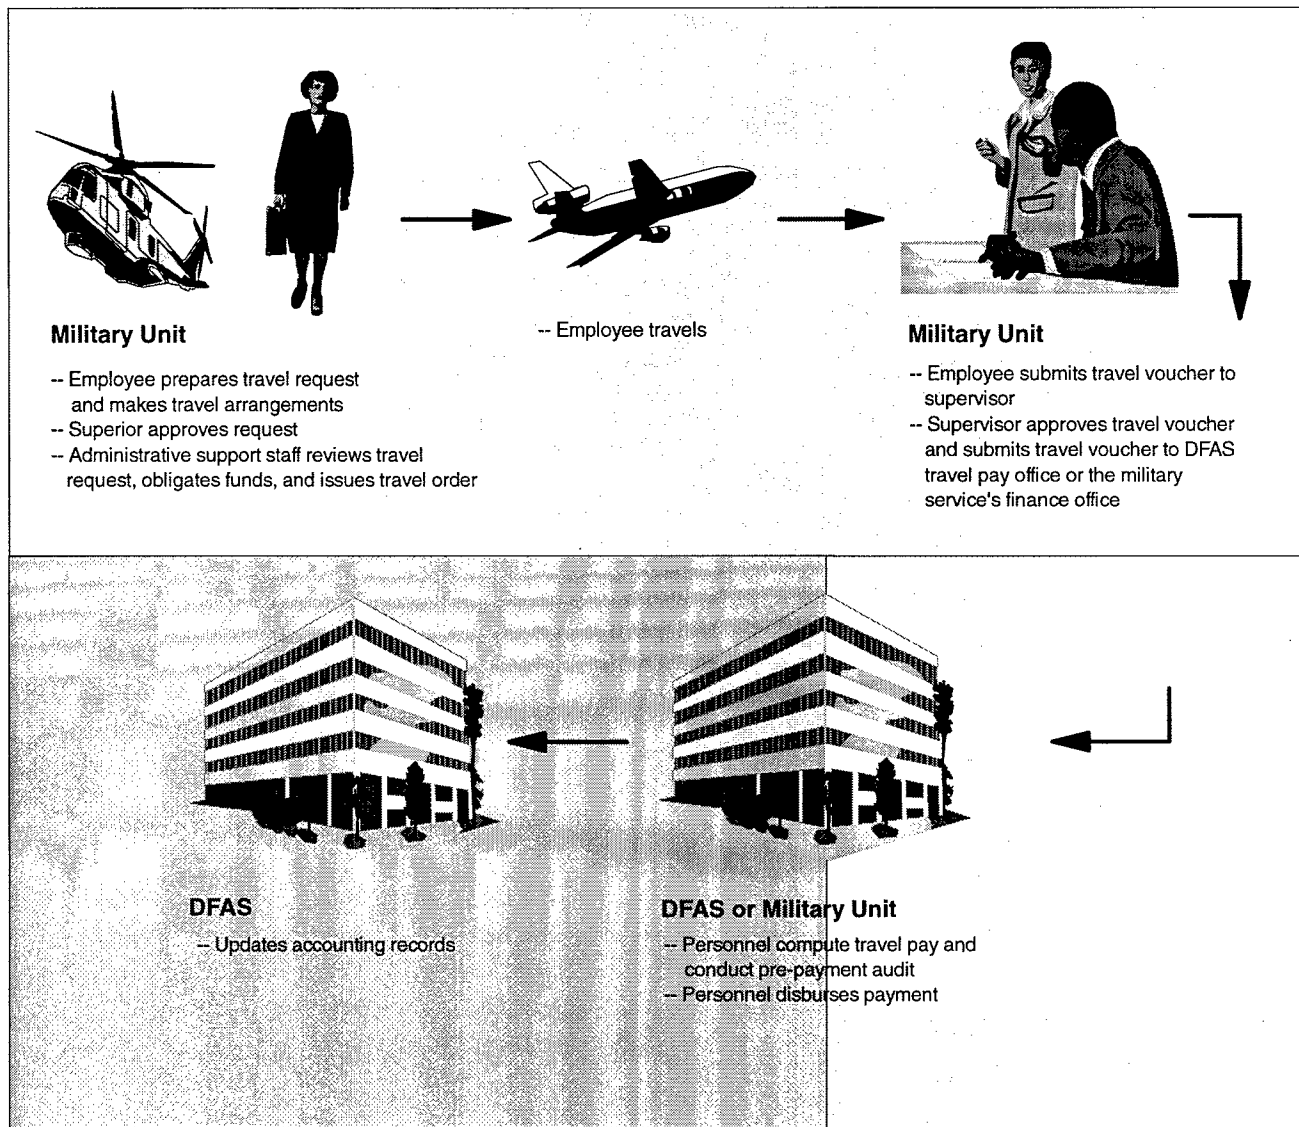 Military Unit
-- Employee prepares travel request
and makes travel arrangements
-- Superior approves request
-- Administrative support staff reviews travel
request, obligates funds, and issues travel order
-- Employee travels
Military Unit
-- Employee submits travel voucher to
supervisor
-- Supervisor approves travel voucher
and submits travel voucher to DFAS
travel pay office or the military
service's finance office
DFAS
-- Updates accounting records
DFAS or Military Unit
-- Personnel compute travel pay and
conduct pre-payment audit
-- Personnel disburses payment